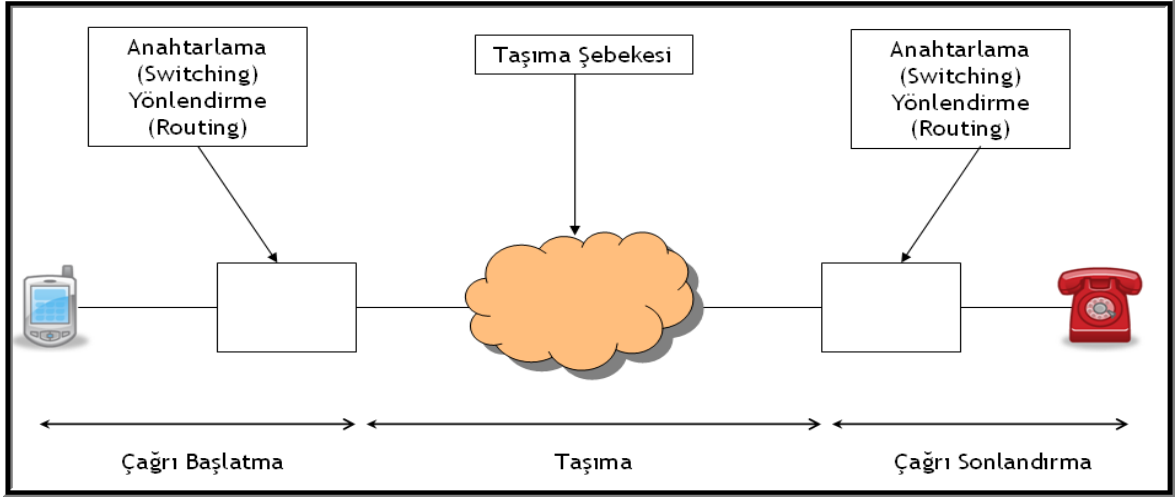 Anahtarlama
(Switching)
Yönlendirme
(Routing)
Taşıma Şebekesi
Anahtarlama
(Switching)
Yönlendirme
(Routing)
Çağrı Başlatma
Taşıma
Çağrı Sonlandırma